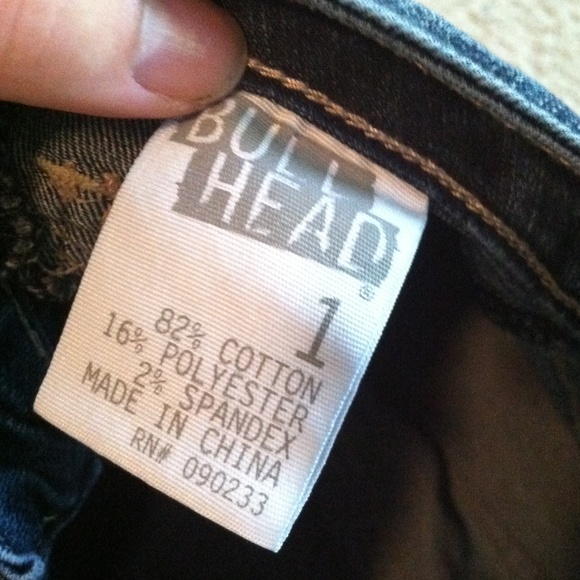 BULL
HEAD®
1
82% COTTON
16% POLYESTER
2% SPANDEX
MADE IN CHINA
RN# 090233